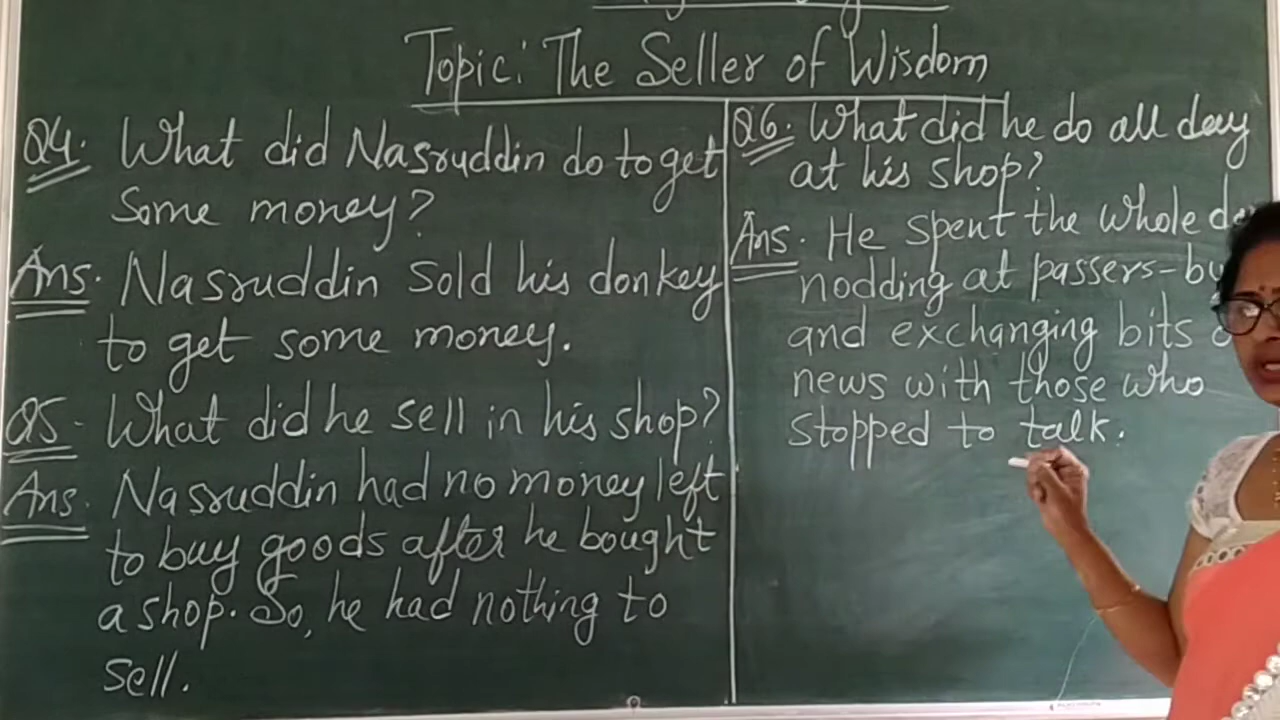 Topic: The Seller of Wisdom
Q4. What did Nasruddin do to get
some money?
Ans. Nasruddin sold his donkey
to get some money.
Q5. What did he sell in his shop?
Ans. Nasruddin had no money left
to buy goods after he bought
a shop. So, he had nothing to
sell.
Q6. What did he do all day
at his shop?
Ans. He spent the whole
nodding at passers-by
and exchanging bits
news with those who
stopped to talk.